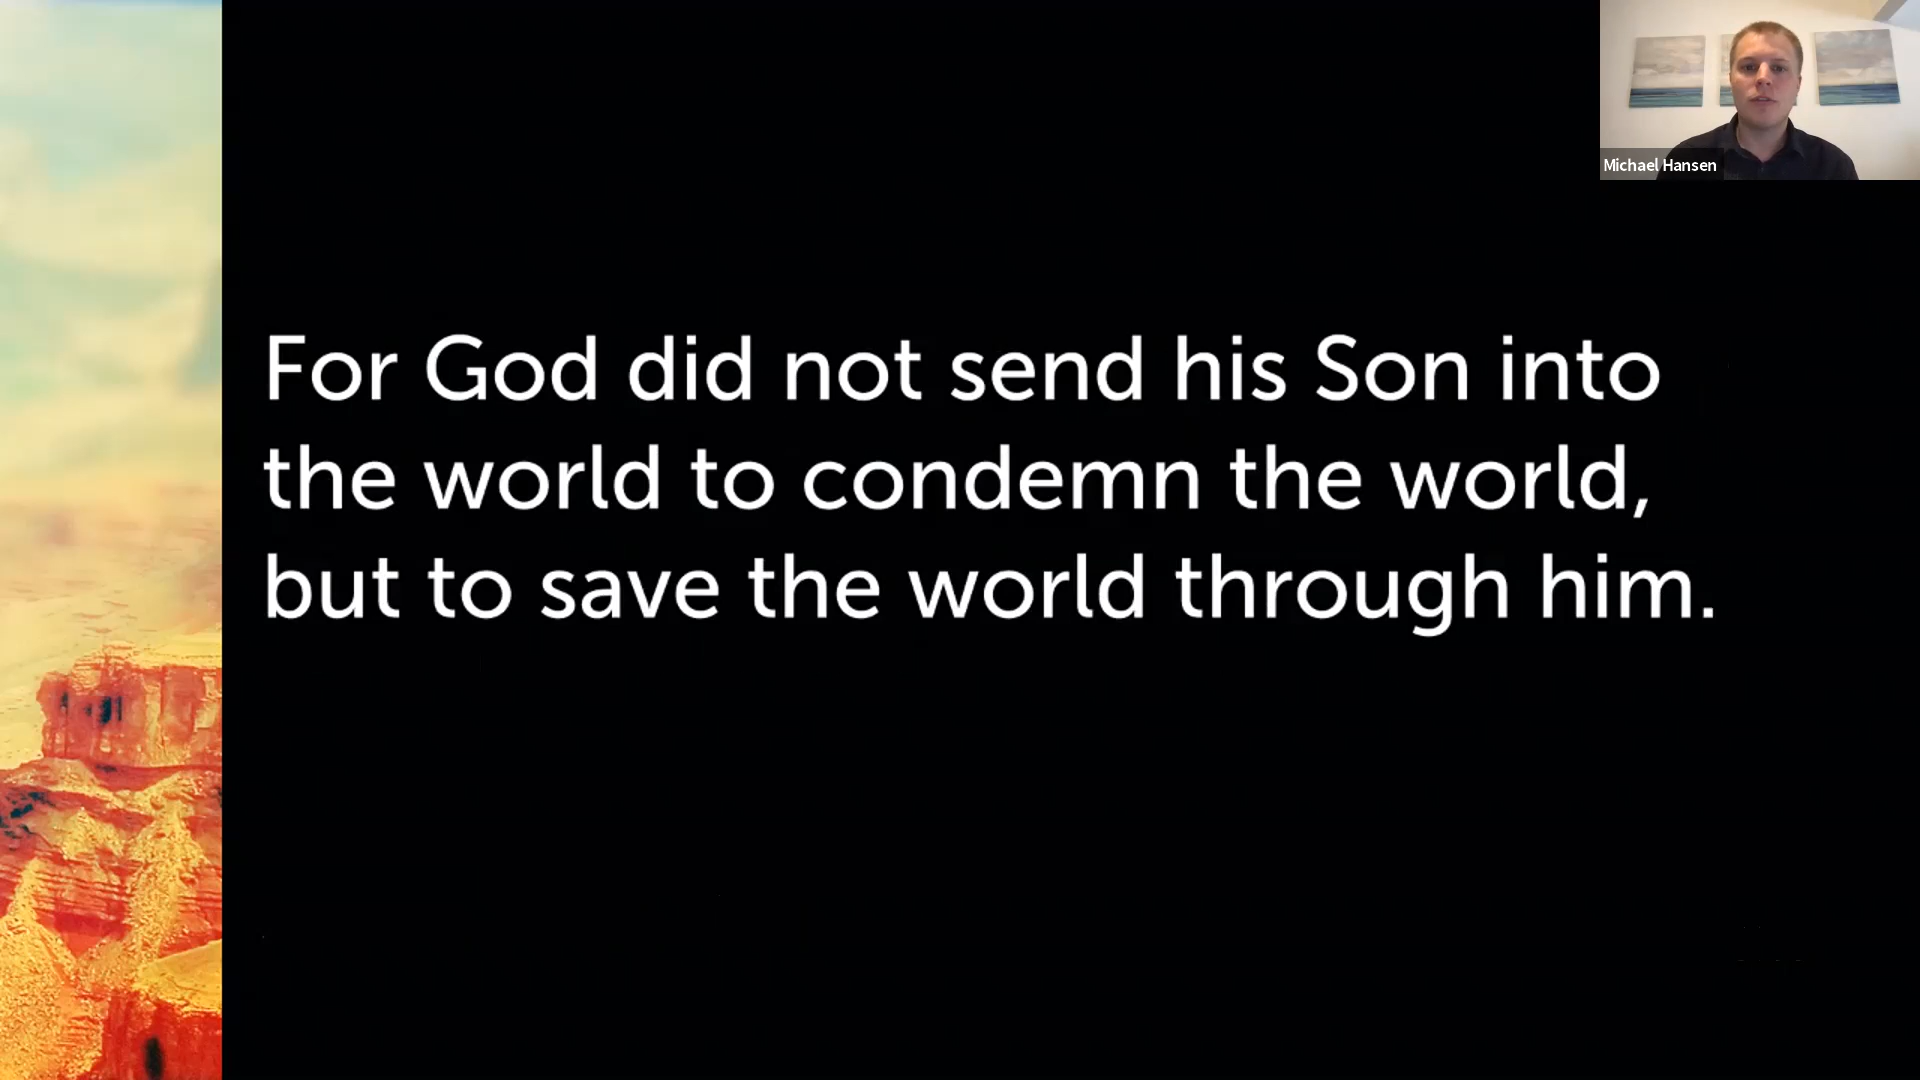 Michael Hansen
For God did not send his Son into
the world to condemn the world,
but to save the world through him.